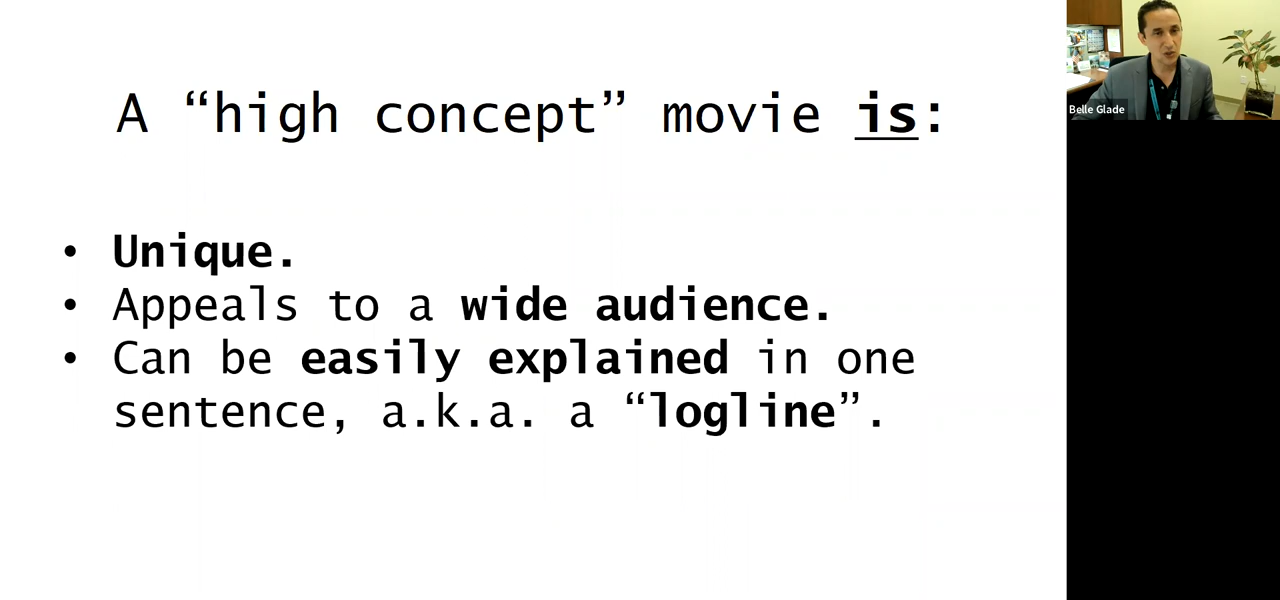 A “high concept” movie is:
• Unique.
• Appeals to a wide audience.
• Can be easily explained in one
sentence, a.k.a. a “logline”.
Belle Glade